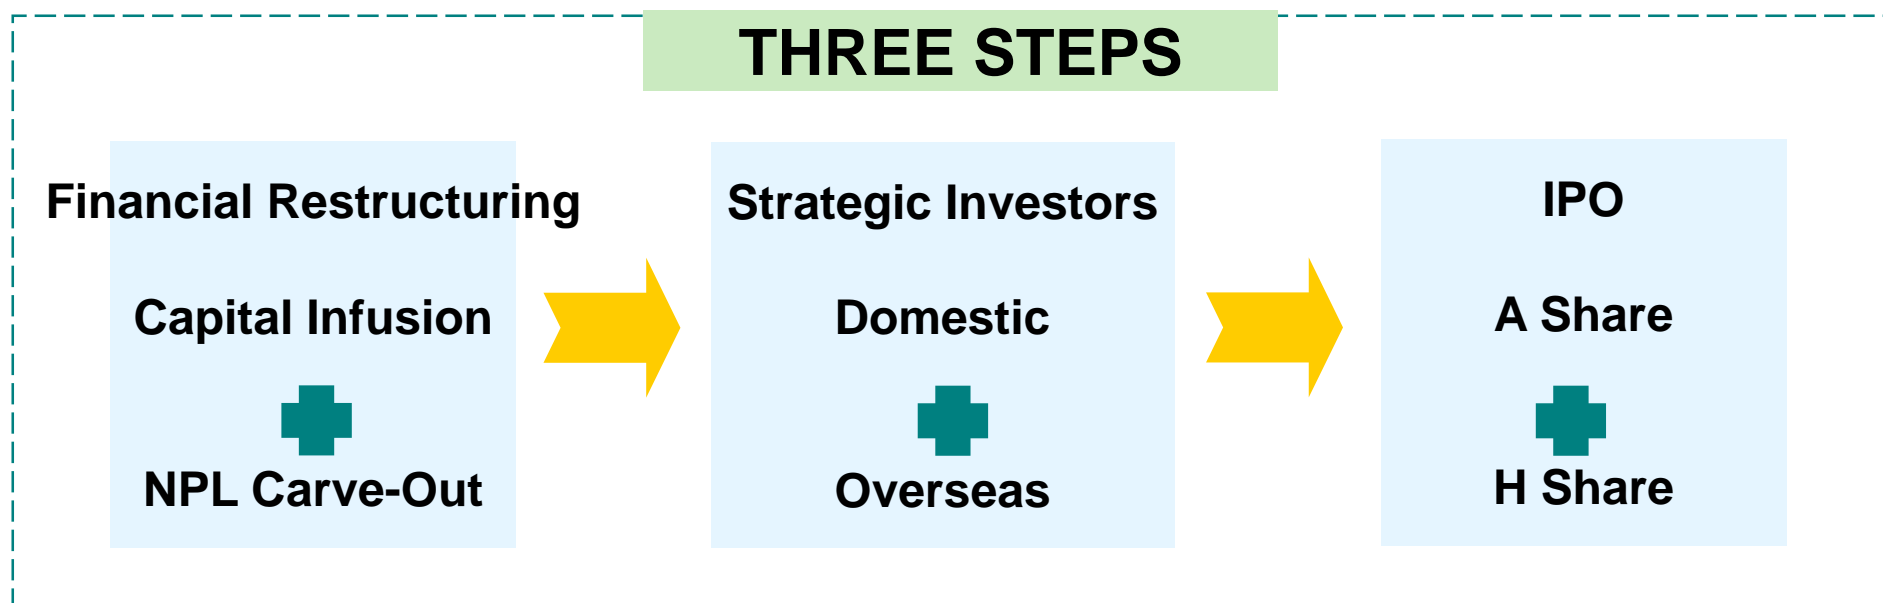 THREE STEPS
Financial Restructuring
Capital Infusion
NPL Carve-Out
Strategic Investors
Domestic
Overseas
IPO
A Share
H Share